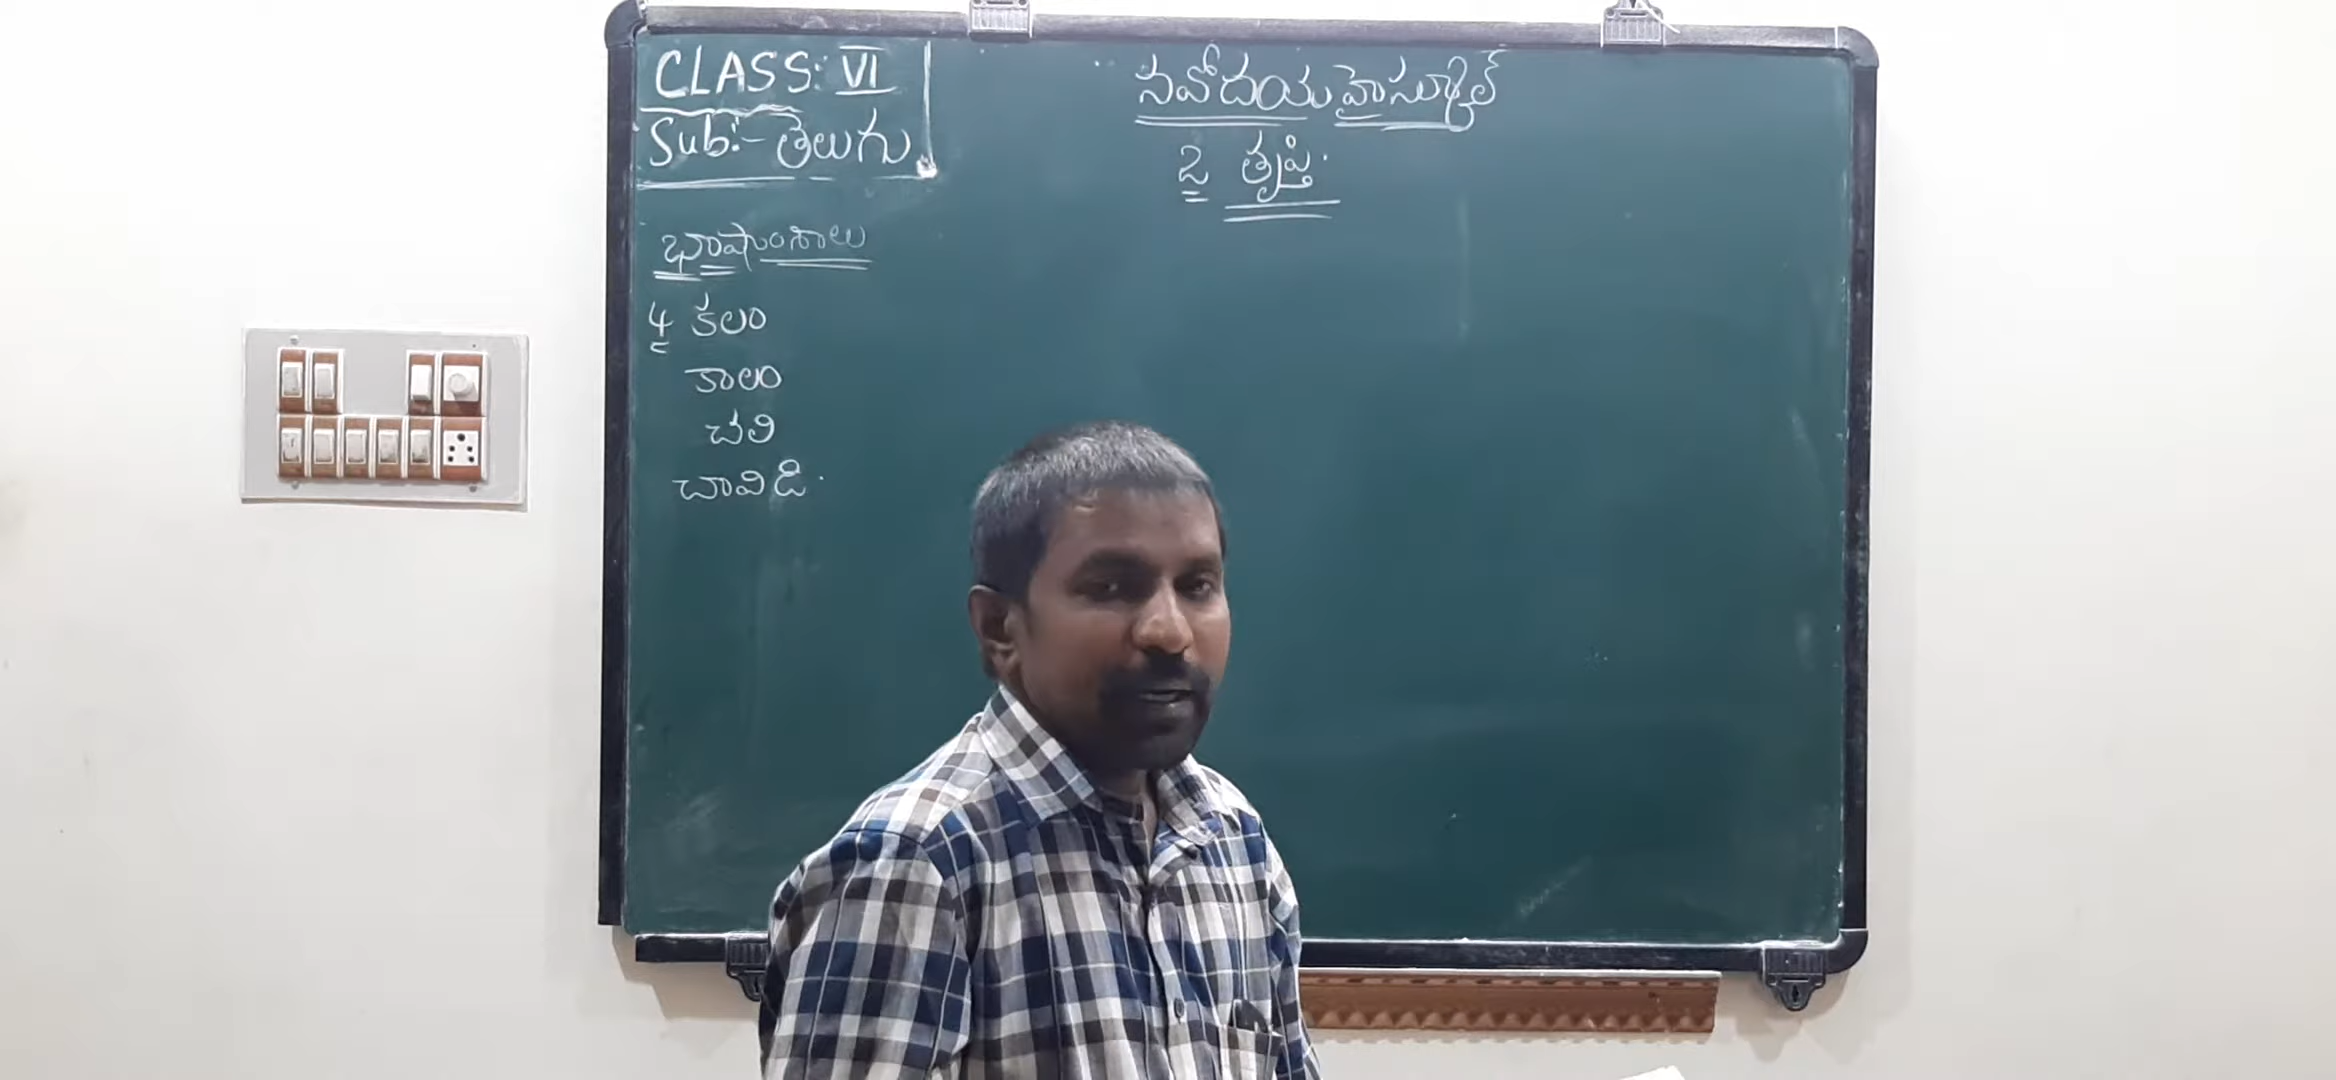 CLASS: VI
Sub:- తెలుగు
నవోదయ హైస్కూల్
2 తృప్తి.
భాషాంశాలు
4 కలం
కాలం
చలి
చావిడి.